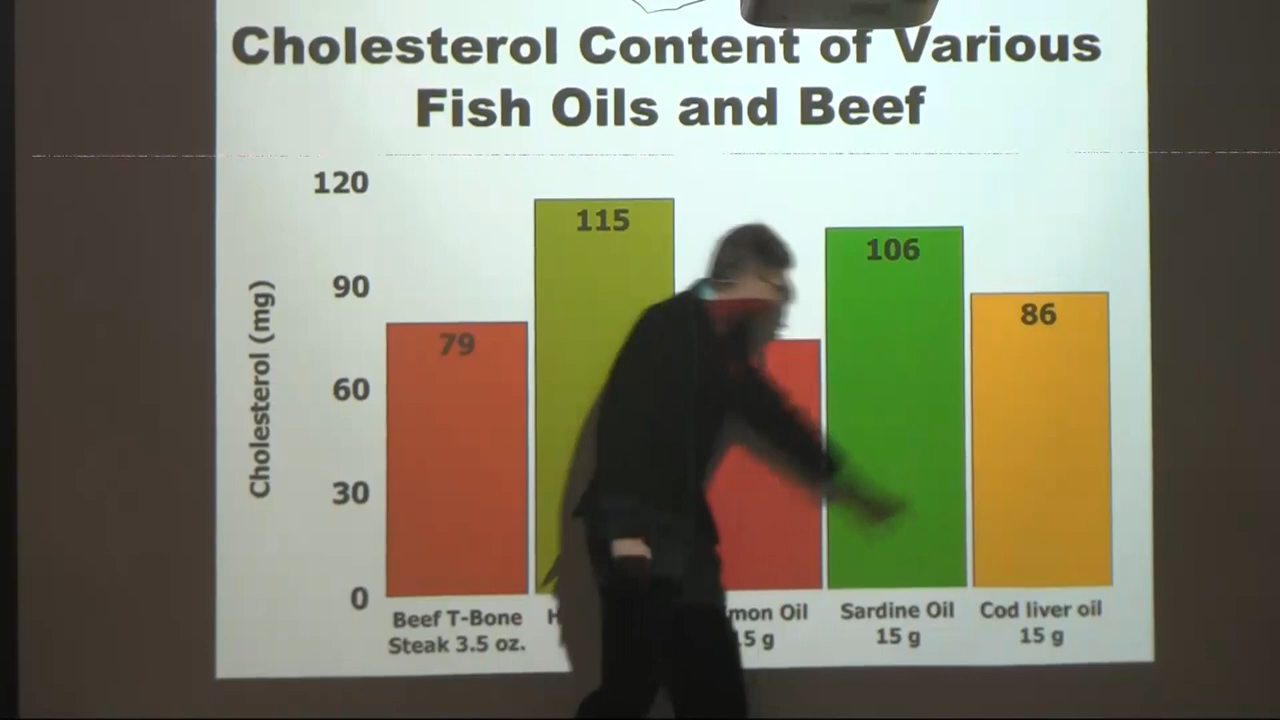 Cholesterol Content of Various
Fish Oils and Beef
Cholesterol (mg)
120
90
60
30
0
79
115
106
86
Beef T-Bone
Steak 3.5 oz.
H
mon Oil
5 g
Sardine Oil
15 g
Cod liver oil
15 g